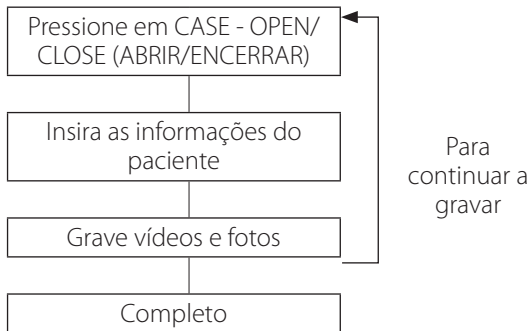 Pressione em CASE - OPEN/
CLOSE (ABRIR/ENCERRAR)
Insira as informações do
paciente
Grave vídeos e fotos
Completo
Para
continuar a
gravar